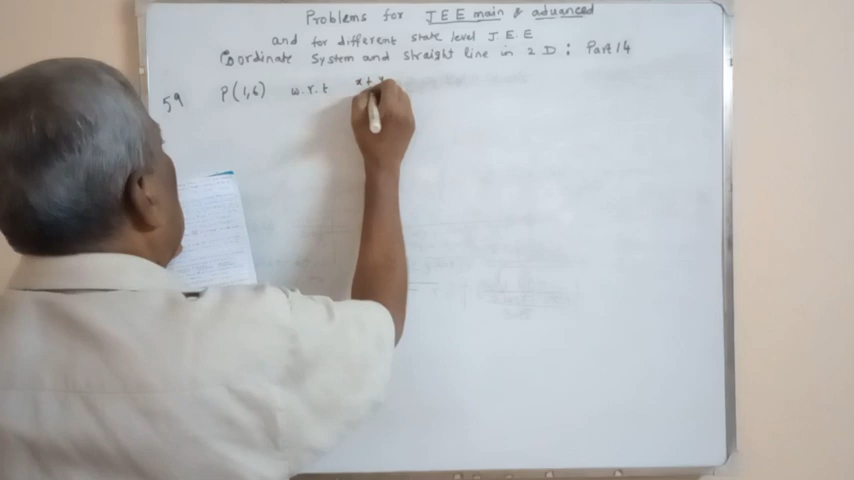 Problems for JEE main & advanced
and for different state level J.E.E
Coordinate System and straight line in 2 D : Part 14
59 P(1,6) w.r.t x+